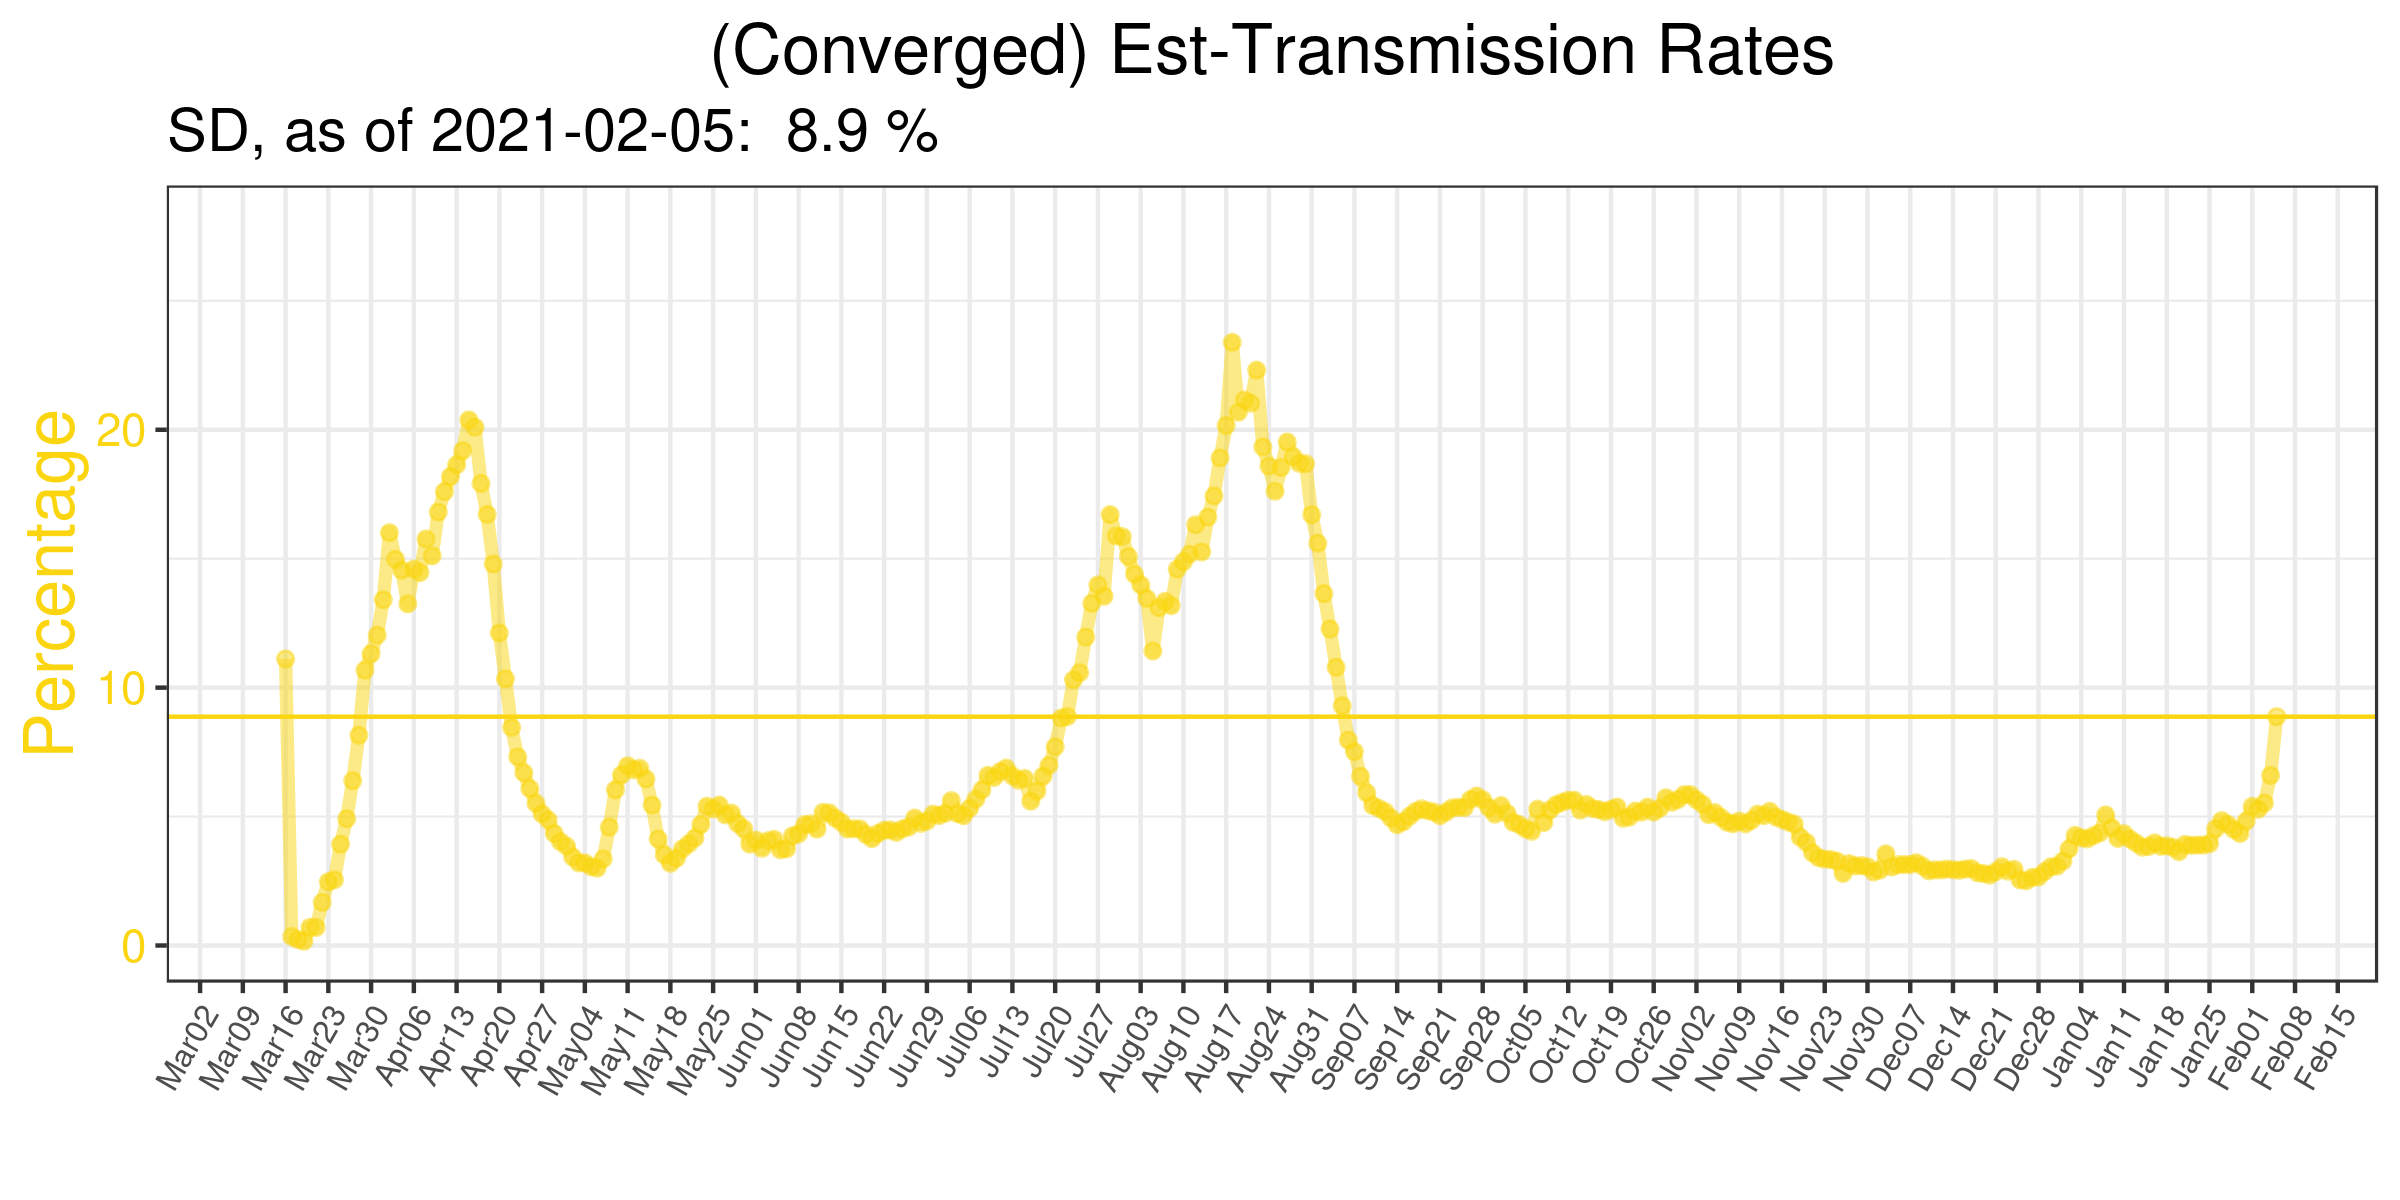 (Converged) Est-Transmission Rates
SD, as of 2021-02-05:  8.9 %
Percentage
20
10
0
Mar02
Mar09
Mar16
Mar23
Mar30
Apr06
Apr13
Apr20
Apr27
May04
May11
May18
May25
Jun01
Jun08
Jun15
Jun22
Jun29
Jul06
Jul13
Jul20
Jul27
Aug03
Aug10
Aug17
Aug24
Aug31
Sep07
Sep14
Sep21
Sep28
Oct05
Oct12
Oct19
Oct26
Nov02
Nov09
Nov16
Nov23
Nov30
Dec07
Dec14
Dec21
Dec28
Jan04
Jan11
Jan18
Jan25
Feb01
Feb08
Feb15